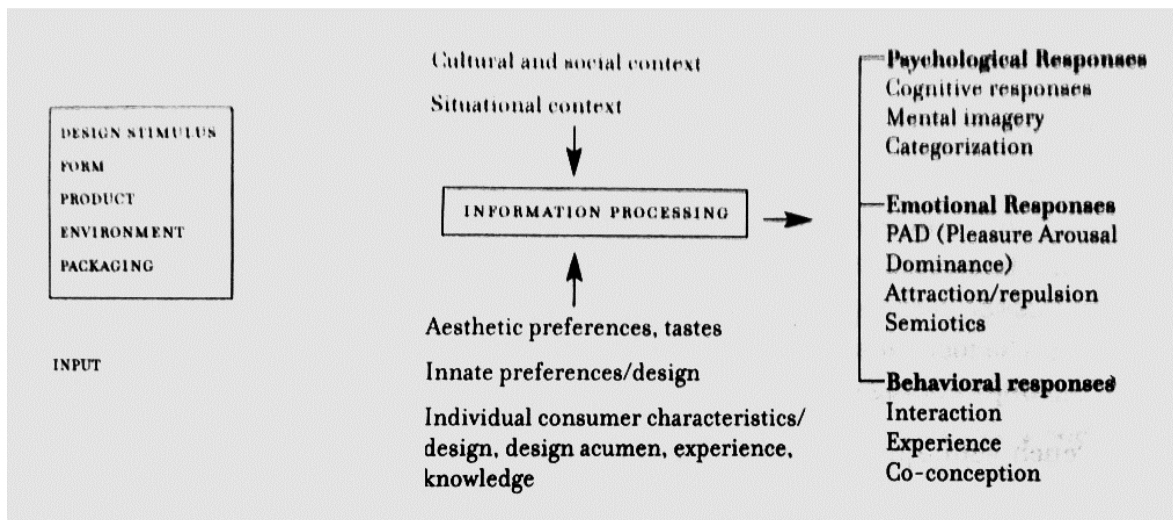 DESIGN STIMULUS
FORM
PRODUCT
ENVIRONMENT
PACKAGING
INPUT
Cultural and social context
Situational context
INFORMATION PROCESSING
Aesthetic preferences, tastes
Innate preferences/design
Individual consumer characteristics/
design, design acumen, experience,
knowledge
Psychological Responses
Cognitive responses
Mental imagery
Categorization
Emotional Responses
PAD (Pleasure Arousal
Dominance)
Attraction/repulsion
Semiotics
Behavioral responses
Interaction
Experience
Co-conception